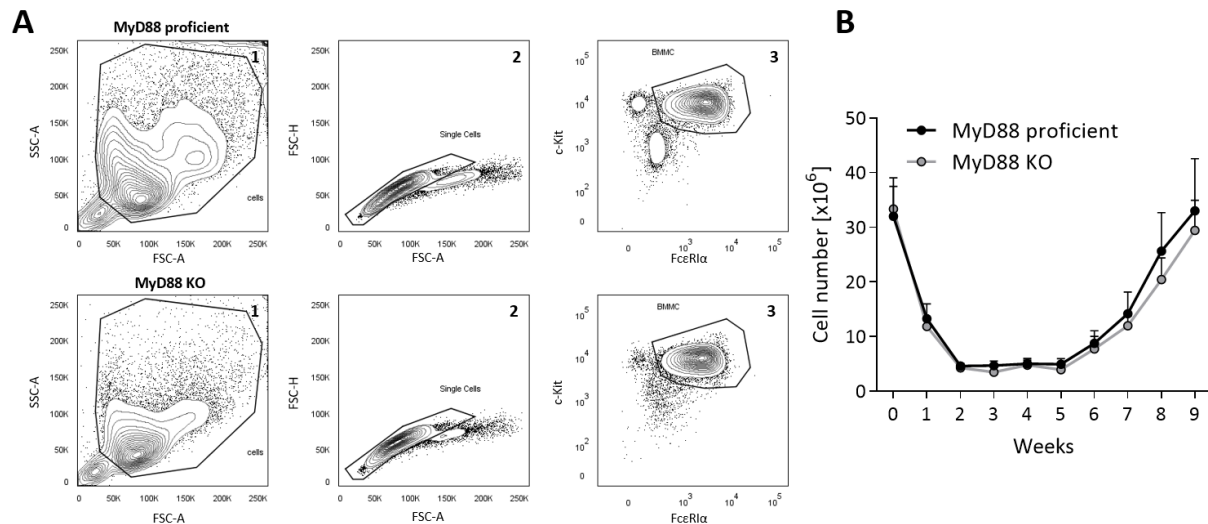 A
MyD88 proficient
1
SSC-A
250K
200K
150K
100K
50K
0
cells
0 50K 100K 150K 200K 250K
FSC-A
2
FSC-H
250K
200K
150K
100K
50K
0
Single Cells
0 50K 100K 150K 200K 250K
FSC-A
3
BMMC
c-Kit
10^5
10^4
10^3
10^2
0
0 10^3 10^4 10^5
FcεRIα
MyD88 KO
1
SSC-A
250K
200K
150K
100K
50K
0
cells
0 50K 100K 150K 200K 250K
FSC-A
2
FSC-H
250K
200K
150K
100K
50K
0
Single Cells
0 50K 100K 150K 200K 250K
FSC-A
3
BMMC
c-Kit
10^5
10^4
10^3
10^2
0
0 10^3 10^4 10^5
FcεRIα
B
MyD88 proficient
MyD88 KO
Cell number [x10^6]
50
40
30
20
10
0
0 1 2 3 4 5 6 7 8 9
Weeks